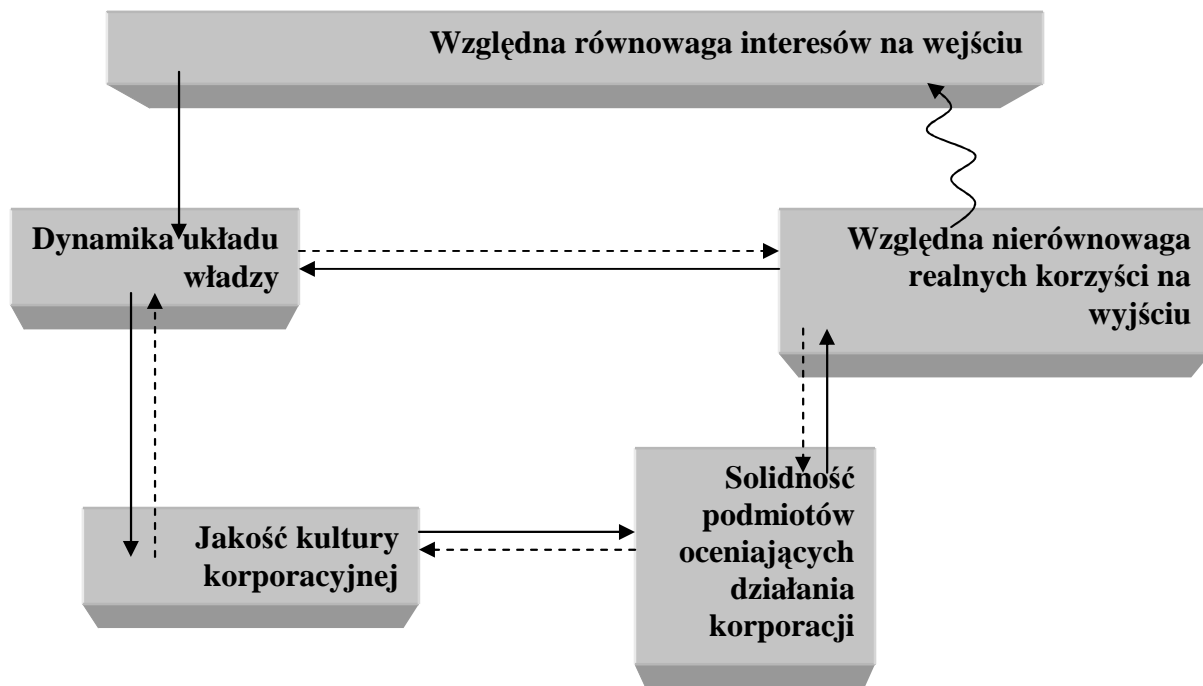 Względna równowaga interesów na wejściu
Dynamika układu
władzy
Względna nierównowaga
realnych korzyści na
wyjściu
Jakość kultury
korporacyjnej
Solidność
podmiotów
oceniających
działania
korporacji